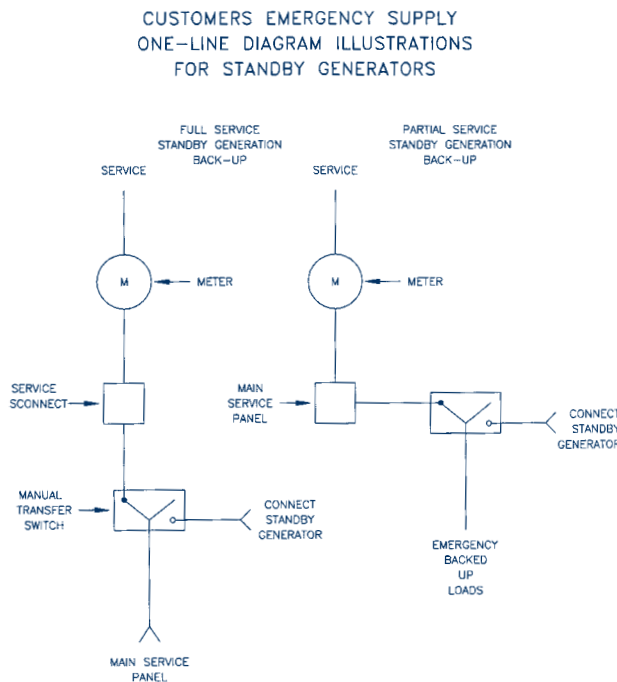 CUSTOMERS EMERGENCY SUPPLY
ONE-LINE DIAGRAM ILLUSTRATIONS
FOR STANDBY GENERATORS
FULL SERVICE
STANDBY GENERATION
BACK-UP
SERVICE
M
METER
SERVICE
SCONNECT
MANUAL
TRANSFER
SWITCH
CONNECT
STANDBY
GENERATOR
MAIN SERVICE
PANEL
PARTIAL SERVICE
STANDBY GENERATION
BACK-UP
SERVICE
M
METER
MAIN
SERVICE
PANEL
CONNECT
STANDBY
GENERATOR
EMERGENCY
BACKED
UP
LOADS